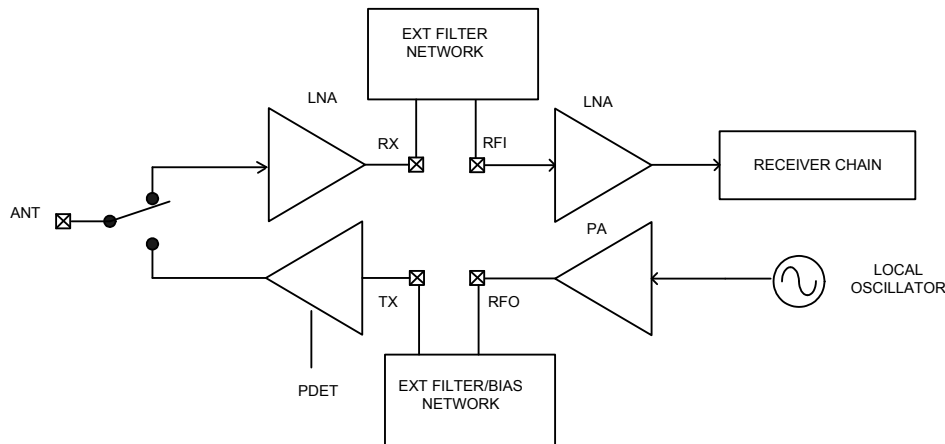 EXT FILTER
NETWORK
LNA
LNA
RX
RFI
RECEIVER CHAIN
ANT
PA
LOCAL
OSCILLATOR
TX
RFO
PDET
EXT FILTER/BIAS
NETWORK